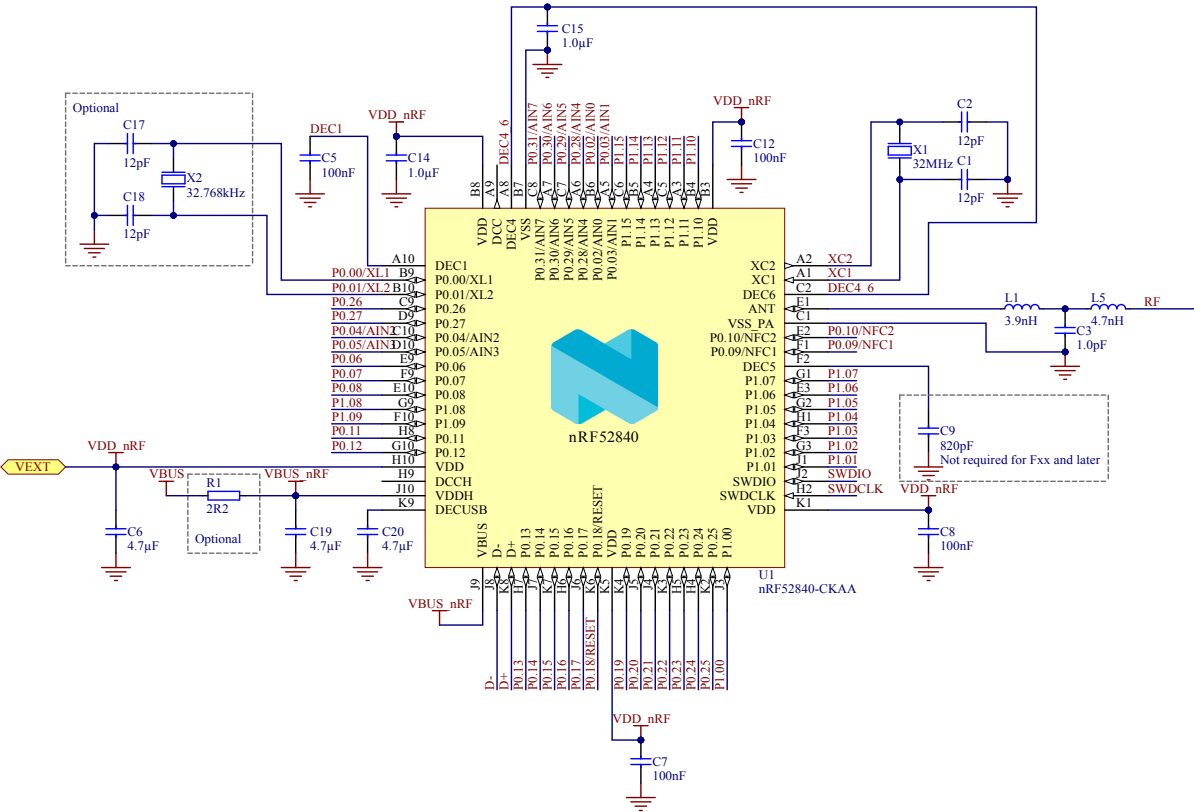 C15
1.0µF
Optional
C17
12pF
X2
32.768kHz
C18
12pF
DEC1
C5
100nF
VDD_nRF
C14
1.0µF
DEC4_6
P0.31/AIN7
P0.30/AIN6
P0.29/AIN5
P0.28/AIN4
P0.02/AIN0
P0.03/AIN1
P1.15
P1.14
P1.13
P1.12
P1.11
P1.10
VDD_nRF
C12
100nF
C2
12pF
X1
32MHz
C1
12pF
B8
A9
A8
B7
C8
A7
C7
A6
B6
A5
C6
B5
A4
C5
A3
B4
B3
VDD
DCC
DEC4
VSS
P0.31/AIN7
P0.30/AIN6
P0.29/AIN5
P0.28/AIN4
P0.02/AIN0
P0.03/AIN1
P1.15
P1.14
P1.13
P1.12
P1.11
P1.10
VDD
A10 DEC1
P0.00/XL1 B9 P0.00/XL1
P0.01/XL2 B10 P0.01/XL2
P0.26 C9 P0.26
P0.27 D9 P0.27
P0.04/AIN2 C10 P0.04/AIN2
P0.05/AIN3 D10 P0.05/AIN3
P0.06 E9 P0.06
P0.07 F9 P0.07
P0.08 E10 P0.08
P1.08 G9 P1.08
P1.09 F10 P1.09
P0.11 H8 P0.11
P0.12 G10 P0.12
H10 VDD
H9 DCCH
J10 VDDH
K9 DECUSB
XC2 A2 XC2
XC1 A1 XC1
DEC6 C2 DEC4_6
ANT E1
VSS_PA C1
P0.10/NFC2 E2 P0.10/NFC2
P0.09/NFC1 F1 P0.09/NFC1
DEC5 F2
P1.07 G1 P1.07
P1.06 E3 P1.06
P1.05 G2 P1.05
P1.04 H1 P1.04
P1.03 F3 P1.03
P1.02 G3 P1.02
P1.01 J1 P1.01
SWDIO J2 SWDIO
SWDCLK H2 SWDCLK
VDD K1
L1
3.9nH
L5
4.7nH
RF
C3
1.0pF
nRF52840
C9
820pF
Not required for Fxx and later
VDD_nRF
C8
100nF
VEXT
VDD_nRF
C6
4.7µF
VBUS
R1
2R2
Optional
VBUS_nRF
C19
4.7µF
C20
4.7µF
VBUS
D-
D+
P0.13
P0.14
P0.15
P0.16
P0.17
P0.18/RESET
VDD
P0.19
P0.20
P0.21
P0.22
P0.23
P0.24
P0.25
P1.00
U1
nRF52840-CKAA
J9
J8
K8
H7
J7
K7
H6
J6
K6
K5
K4
J5
J4
K3
H5
H4
K2
J3
VBUS_nRF
D-
D+
P0.13
P0.14
P0.15
P0.16
P0.17
P0.18/RESET
P0.19
P0.20
P0.21
P0.22
P0.23
P0.24
P0.25
P1.00
VDD_nRF
C7
100nF